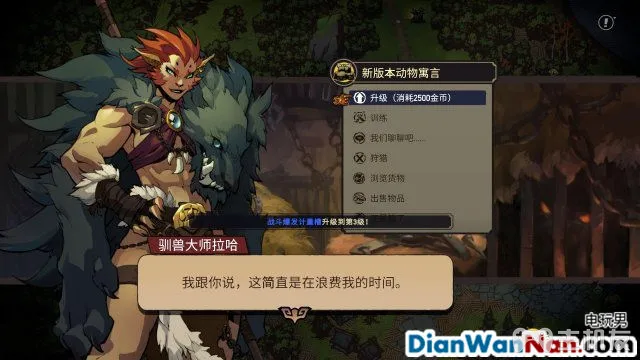 新版本动物寓言
升级（消耗2500金币）
训练
我们聊聊吧.....
狩猎
浏览货物
出售物品
战斗爆发计量槽升级到第3级！
驯兽大师拉哈
我跟你说，这简直是在浪费我的时间。
电玩男
DianWanNan.com